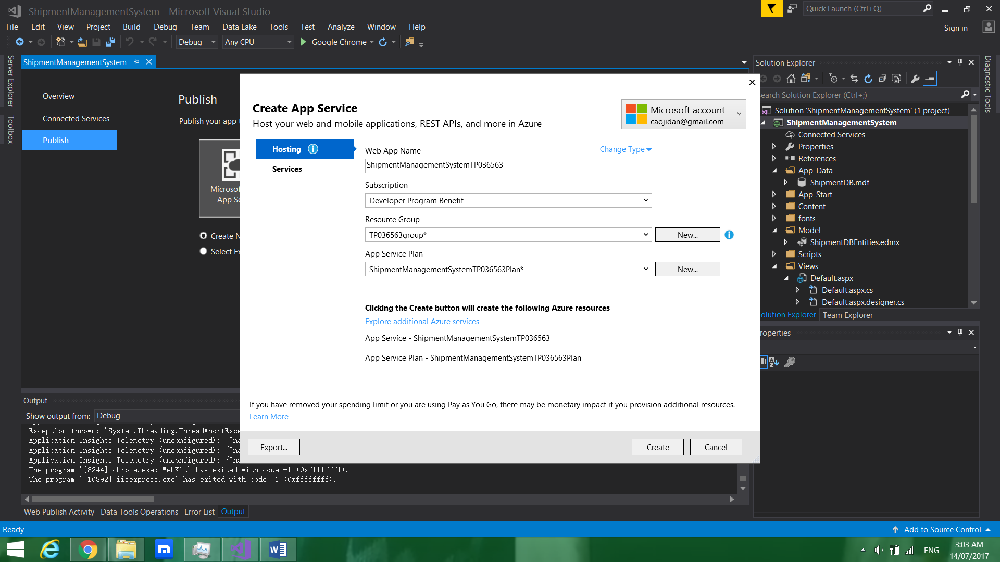 ShipmentManagementSystem - Microsoft Visual Studio
Quick Launch (Ctrl+Q)
File Edit View Project Build Debug Team Data Lake Tools Test Analyze Window Help
Sign in
Debug Any CPU Google Chrome
Server Explorer
Toolbox
ShipmentManagementSystem
Overview
Connected Services
Publish
Publish
Publish your app
Microsof
App Se
Create N
Select Ex
Create App Service
Host your web and mobile applications, REST APIs, and more in Azure
Microsoft account
caojidan@gmail.com
Hosting
Services
Web App Name
Change Type
ShipmentManagementSystemTP036563
Subscription
Developer Program Benefit
Resource Group
TP036563group*
New...
App Service Plan
ShipmentManagementSystemTP036563Plan*
New...
Clicking the Create button will create the following Azure resources
Explore additional Azure services
App Service - ShipmentManagementSystemTP036563
App Service Plan - ShipmentManagementSystemTP036563Plan
If you have removed your spending limit or you are using Pay as You Go, there may be monetary impact if you provision additional resources.
Learn More
Export...
Create
Cancel
Solution Explorer
earch Solution Explorer (Ctrl+;)
Solution 'ShipmentManagementSystem' (1 project)
ShipmentManagementSystem
Connected Services
Properties
References
App_Data
ShipmentDB.mdf
App_Start
Content
fonts
Model
ShipmentDBEntities.edmx
Scripts
Views
Default.aspx
Default.aspx.cs
Default.aspx.designer.cs
olution Explorer Team Explorer
roperties
Diagnostic Tools
Output
Show output from: Debug
Exception thrown: 'System.Threading.ThreadAbortExce
Application Insights Telemetry (unconfigured): {"na
Application Insights Telemetry (unconfigured): {"na
Application Insights Telemetry (unconfigured): {"na
The program '[8244] chrome.exe: WebKit' has exited with code -1 (0xffffffff).
The program '[10892] iisexpress.exe' has exited with code -1 (0xffffffff).
Web Publish Activity Data Tools Operations Error List Output
Ready
Add to Source Control
ENG
3:03 AM
14/07/2017